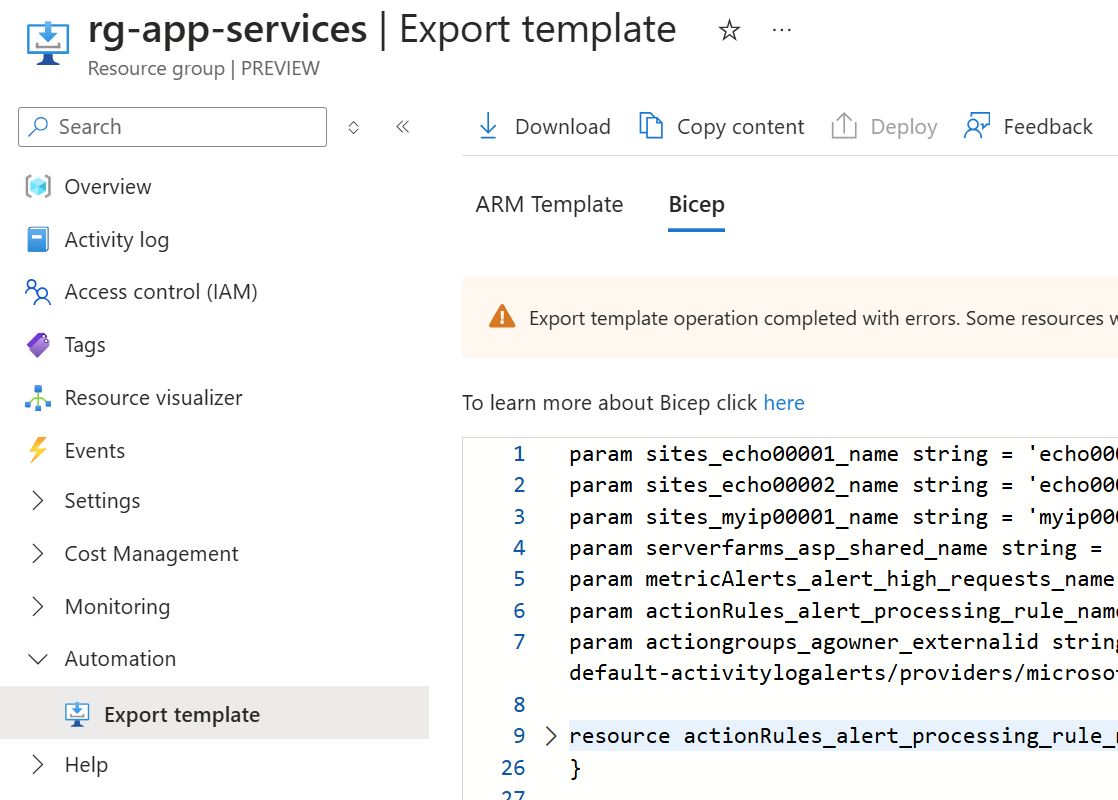 rg-app-services | Export template
Resource group | PREVIEW
Search
Overview
Activity log
Access control (IAM)
Tags
Resource visualizer
Events
Settings
Cost Management
Monitoring
Automation
Export template
Help
Download Copy content Deploy Feedback
ARM Template Bicep
Export template operation completed with errors. Some resources
To learn more about Bicep click here
1 param sites_echo00001_name string = 'echo000
2 param sites_echo00002_name string = 'echo000
3 param sites_myip00001_name string = 'myip000
4 param serverfarms_asp_shared_name string =
5 param metricAlerts_alert_high_requests_name
6 param actionRules_alert_processing_rule_name
7 param actiongroups_agowner_externalid string
default-activitylogalerts/providers/microsof
8
9 resource actionRules_alert_processing_rule_
26 }
27